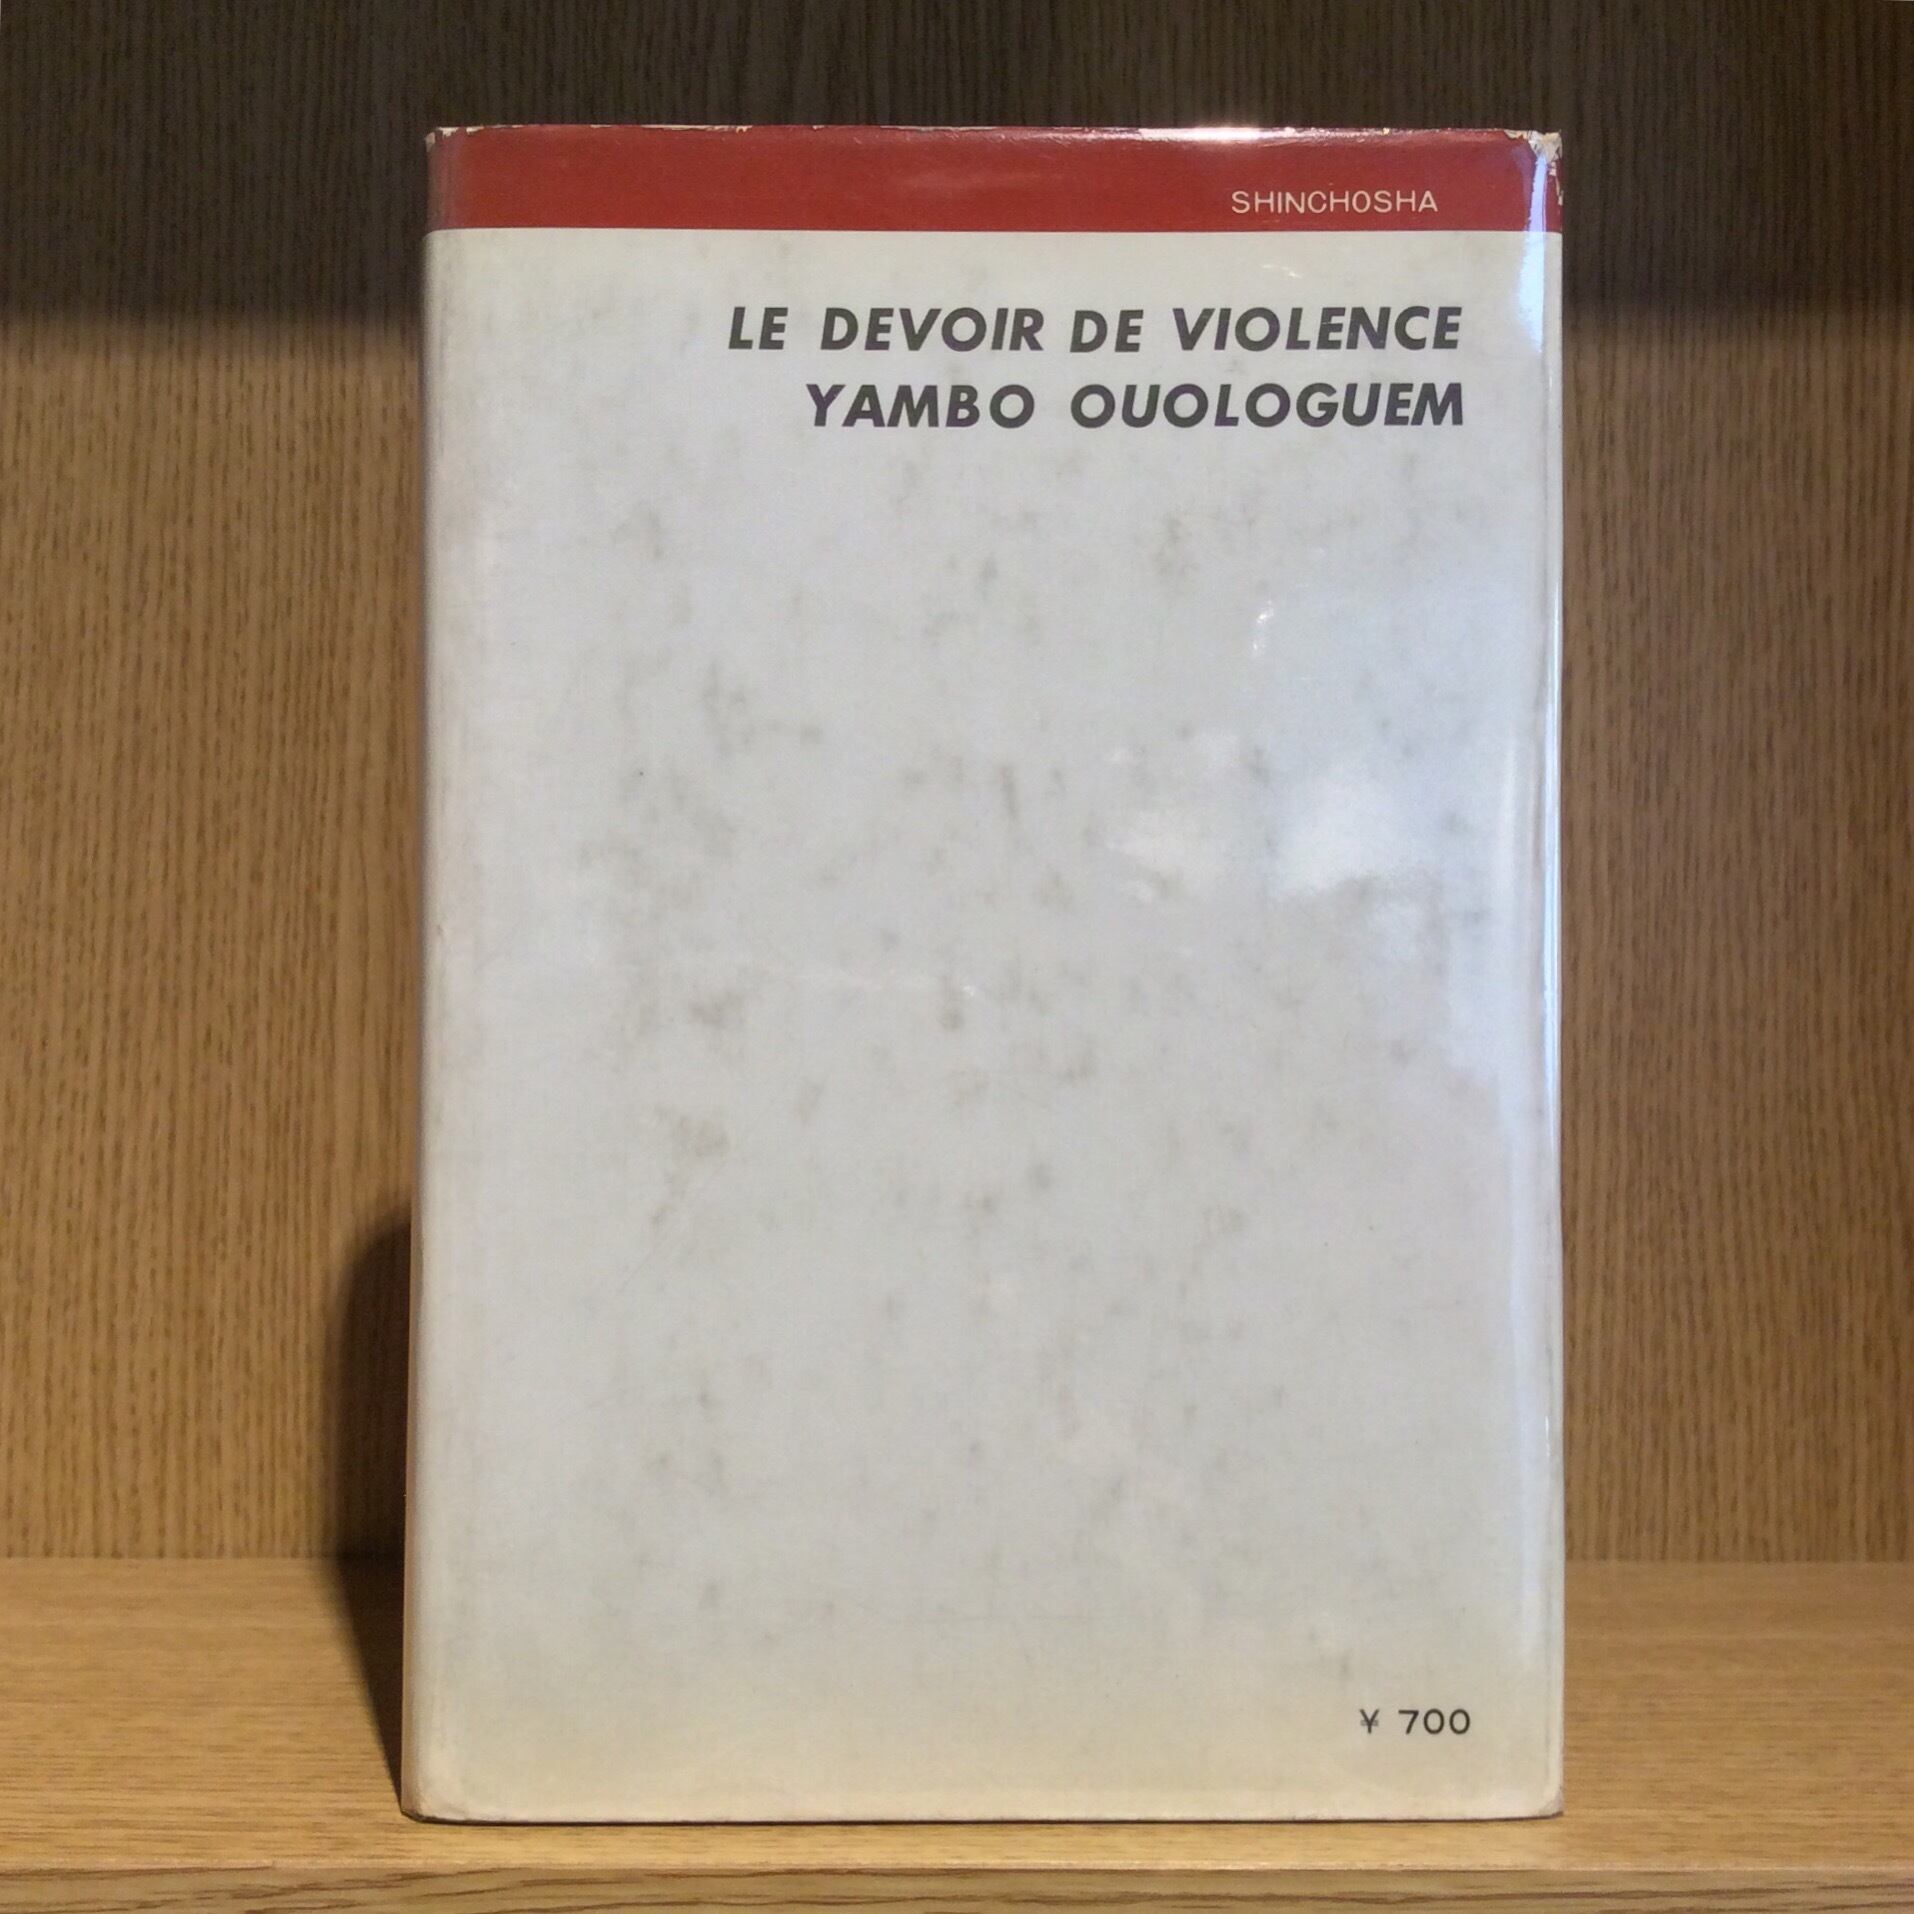 SHINCHOSHA
LE DEVOIR DE VIOLENCE
YAMBO OUOLOGUEM
¥ 700